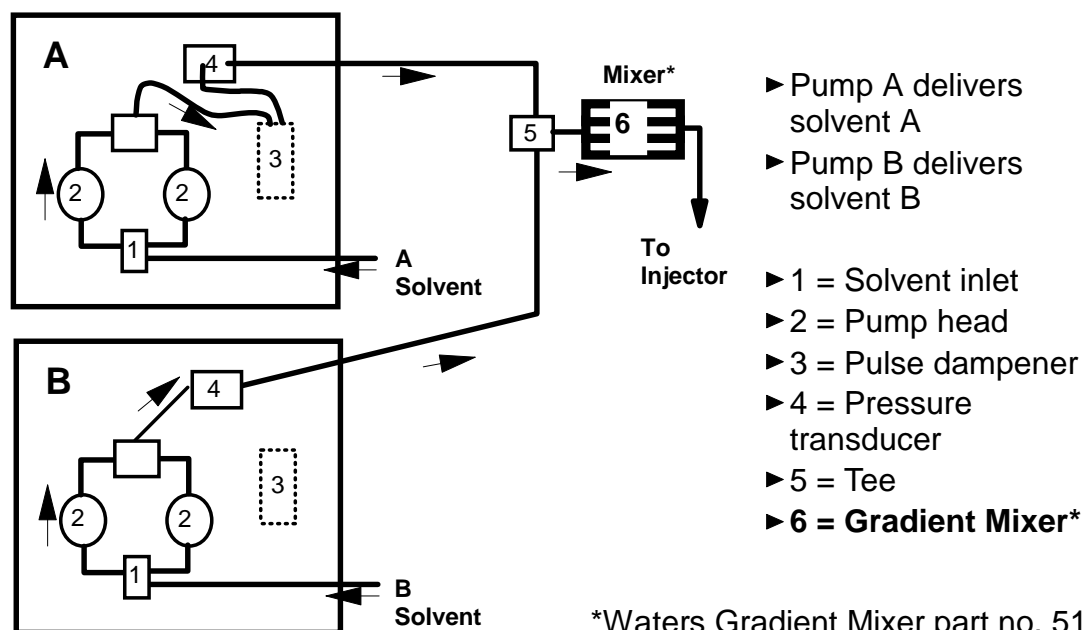 A
4
3
2
2
1
A
Solvent
B
4
3
2
2
1
B
Solvent
5
Mixer*
6
To
Injector
►Pump A delivers
solvent A
►Pump B delivers
solvent B
►1 = Solvent inlet
►2 = Pump head
►3 = Pulse dampener
►4 = Pressure
transducer
►5 = Tee
►6 = Gradient Mixer*
*Waters Gradient Mixer part no. 51